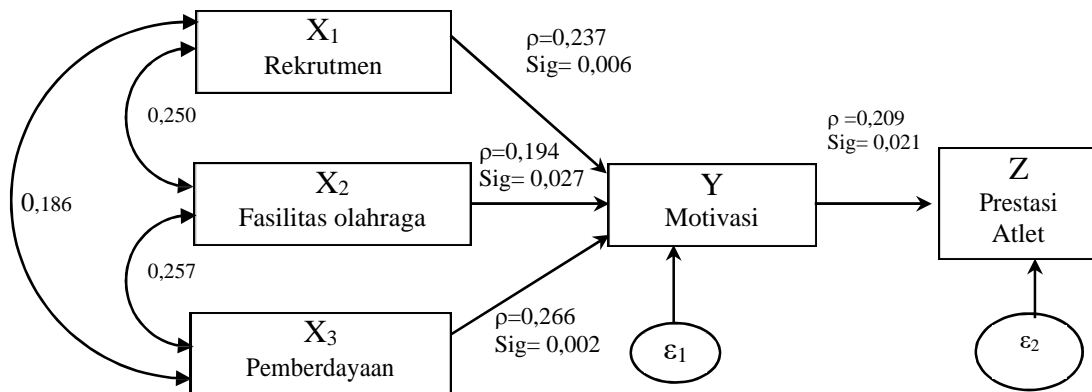 X₁
Rekrutmen
ρ=0,237
Sig= 0,006
0,250
ρ=0,209
Sig= 0,021
ρ=0,194
Sig= 0,027
X₂
Fasilitas olahraga
Y
Motivasi
Z
Prestasi
Atlet
0,186
0,257
X₃
Pemberdayaan
ρ=0,266
Sig= 0,002
ε₁
ε₂